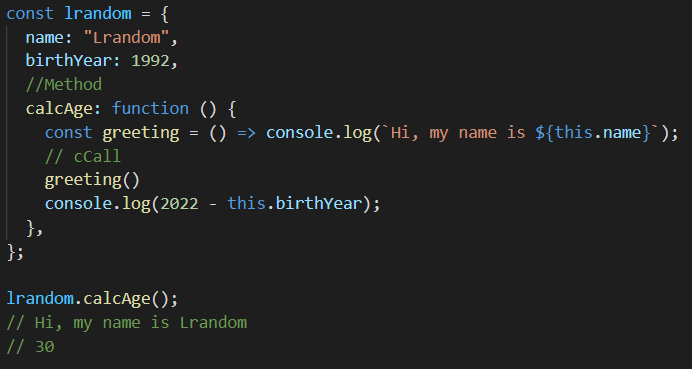 const lrandom = {
  name: "Lrandom",
  birthYear: 1992,
  //Method
  calcAge: function () {
    const greeting = () => console.log(`Hi, my name is ${this.name}`);
    // cCall
    greeting()
    console.log(2022 - this.birthYear);
  },
};

lrandom.calcAge();
// Hi, my name is Lrandom
// 30